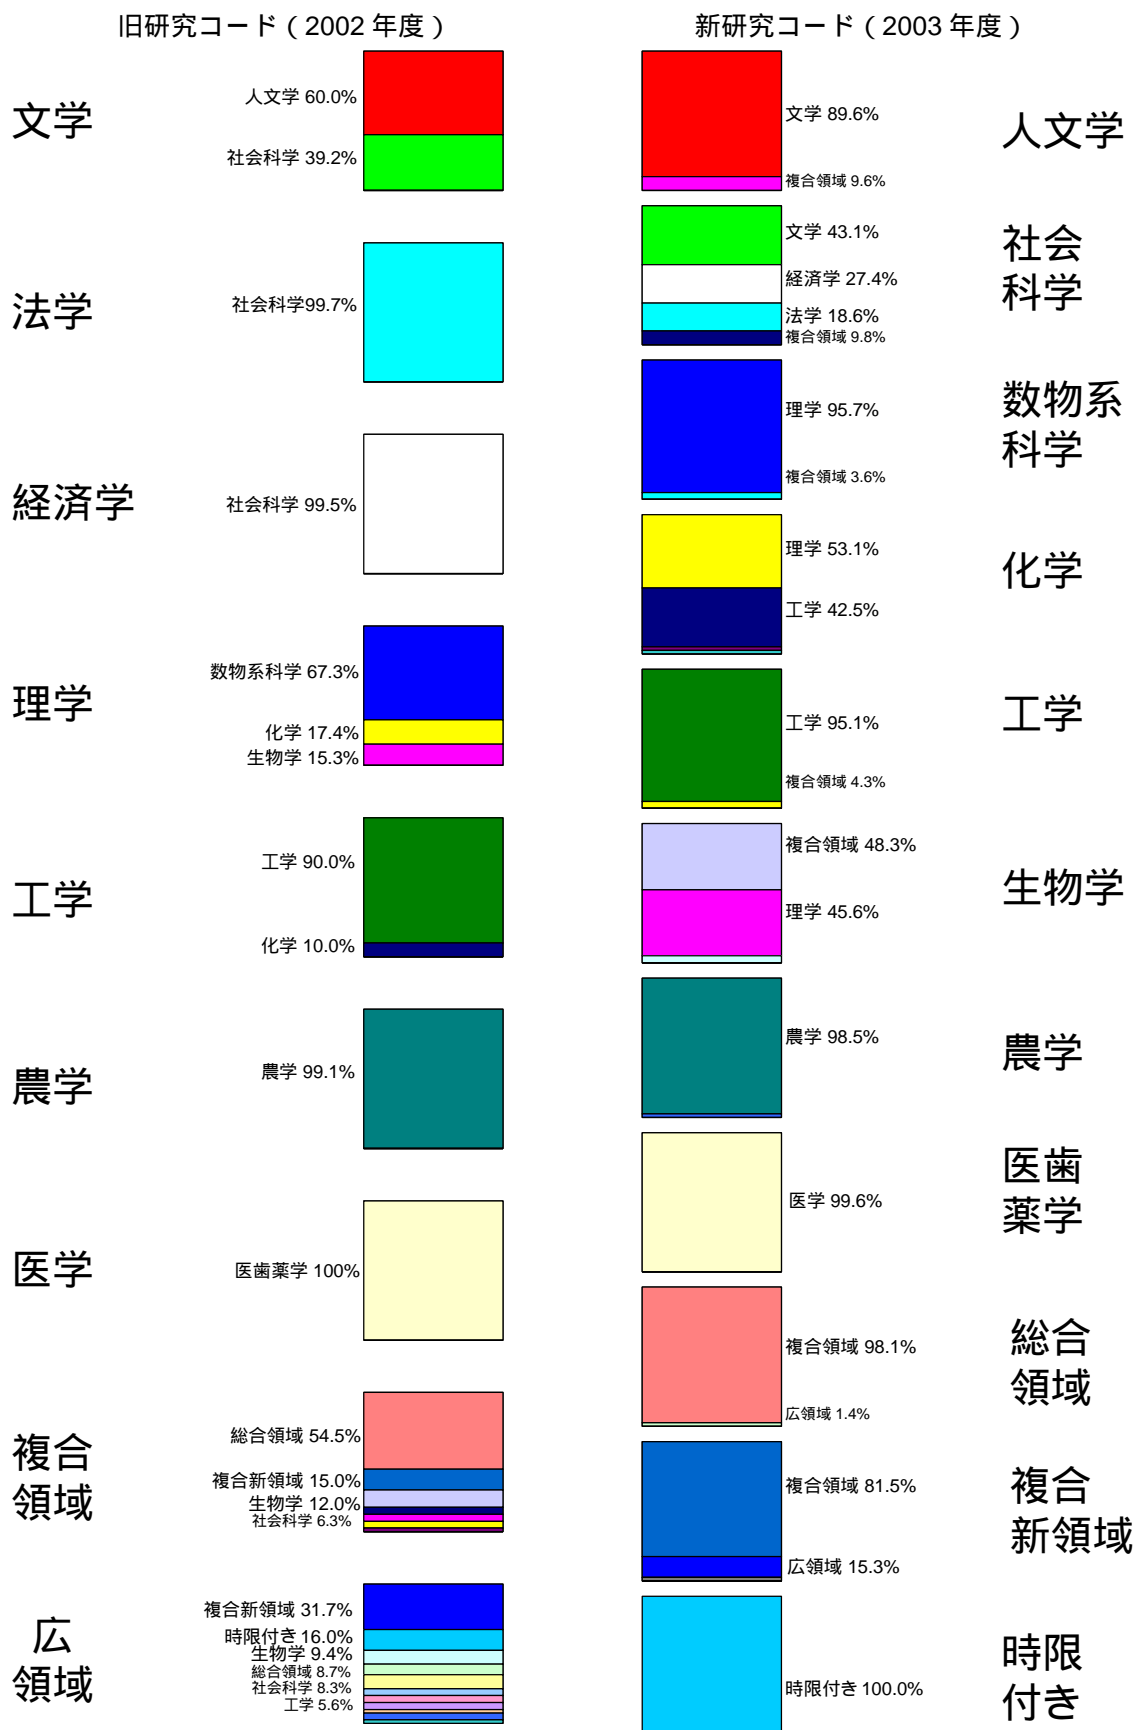 旧研究コード（2002 年度）
文学
人文学 60.0%
社会科学 39.2%
法学
社会科学99.7%
経済学
社会科学 99.5%
理学
数物系科学 67.3%
化学 17.4%
生物学 15.3%
工学
工学 90.0%
化学 10.0%
農学
農学 99.1%
医学
医歯薬学 100%
複合
領域
総合領域 54.5%
複合新領域 15.0%
生物学 12.0%
社会科学 6.3%
広
領域
複合新領域 31.7%
時限付き 16.0%
生物学 9.4%
総合領域 8.7%
社会科学 8.3%
工学 5.6%
新研究コード（2003 年度）
文学 89.6%
複合領域 9.6%
人文学
文学 43.1%
経済学 27.4%
法学 18.6%
複合領域 9.8%
社会
科学
理学 95.7%
複合領域 3.6%
数物系
科学
理学 53.1%
工学 42.5%
化学
工学 95.1%
複合領域 4.3%
工学
複合領域 48.3%
理学 45.6%
生物学
農学 98.5%
農学
医学 99.6%
医歯
薬学
複合領域 98.1%
広領域 1.4%
総合
領域
複合領域 81.5%
広領域 15.3%
複合
新領域
時限付き 100.0%
時限
付き